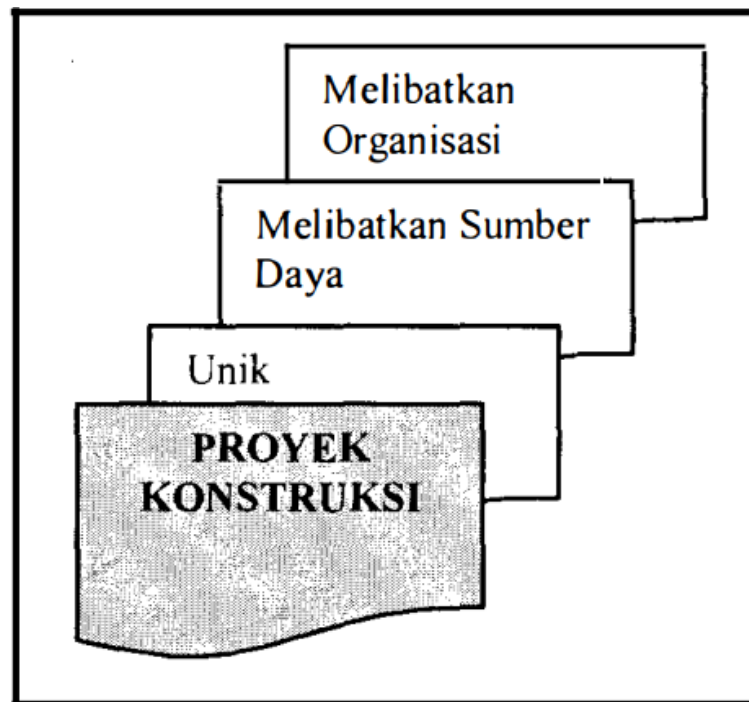 Melibatkan
Organisasi
Melibatkan Sumber
Daya
Unik
PROYEK
KONSTRUKSI